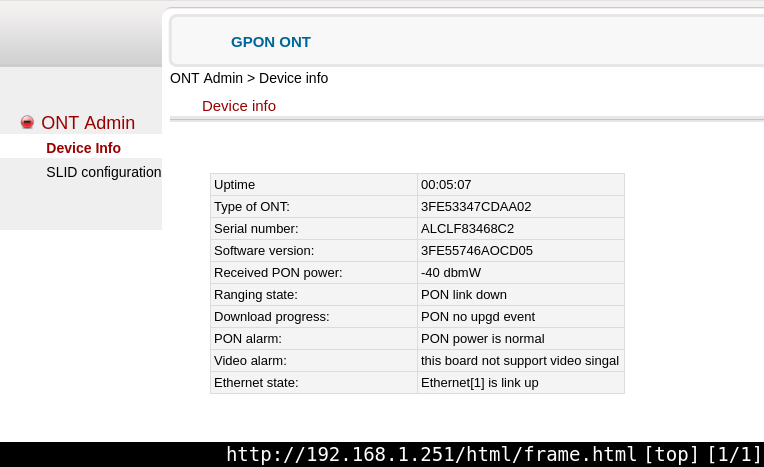 GPON ONT
ONT Admin > Device info
Device info
ONT Admin
Device Info
SLID configuration
Uptime 00:05:07
Type of ONT: 3FE53347CDAA02
Serial number: ALCLF83468C2
Software version: 3FE55746AOCD05
Received PON power: -40 dbmW
Ranging state: PON link down
Download progress: PON no upgd event
PON alarm: PON power is normal
Video alarm: this board not support video singal
Ethernet state: Ethernet[1] is link up
http://192.168.1.251/html/frame.html [top] [1/1]